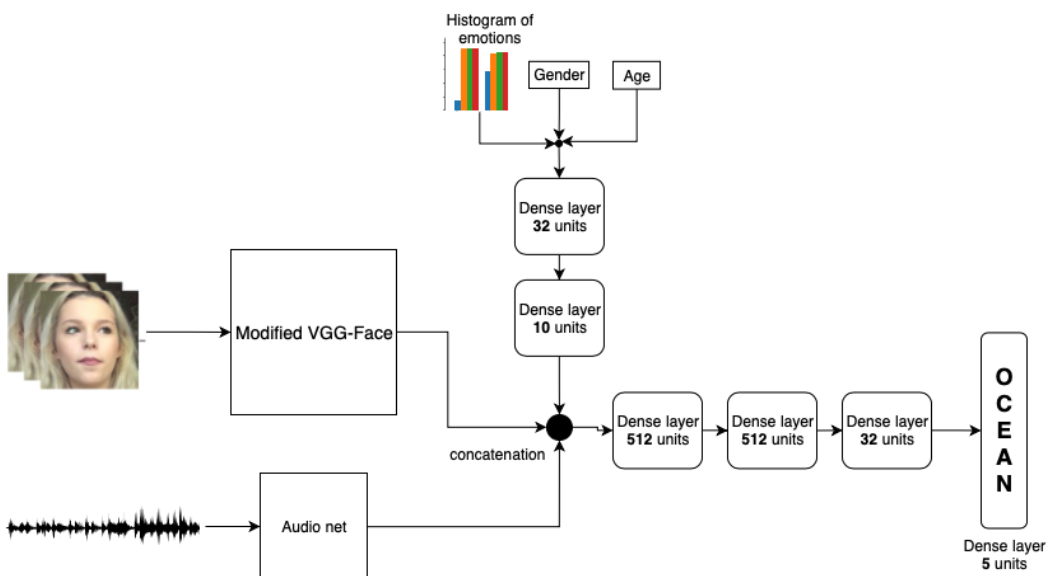 Histogram of
emotions
Gender
Age
Dense layer
32 units
Dense layer
10 units
Modified VGG-Face
concatenation
Dense layer
512 units
Dense layer
512 units
Dense layer
32 units
O
C
E
A
N
Dense layer
5 units
Audio net